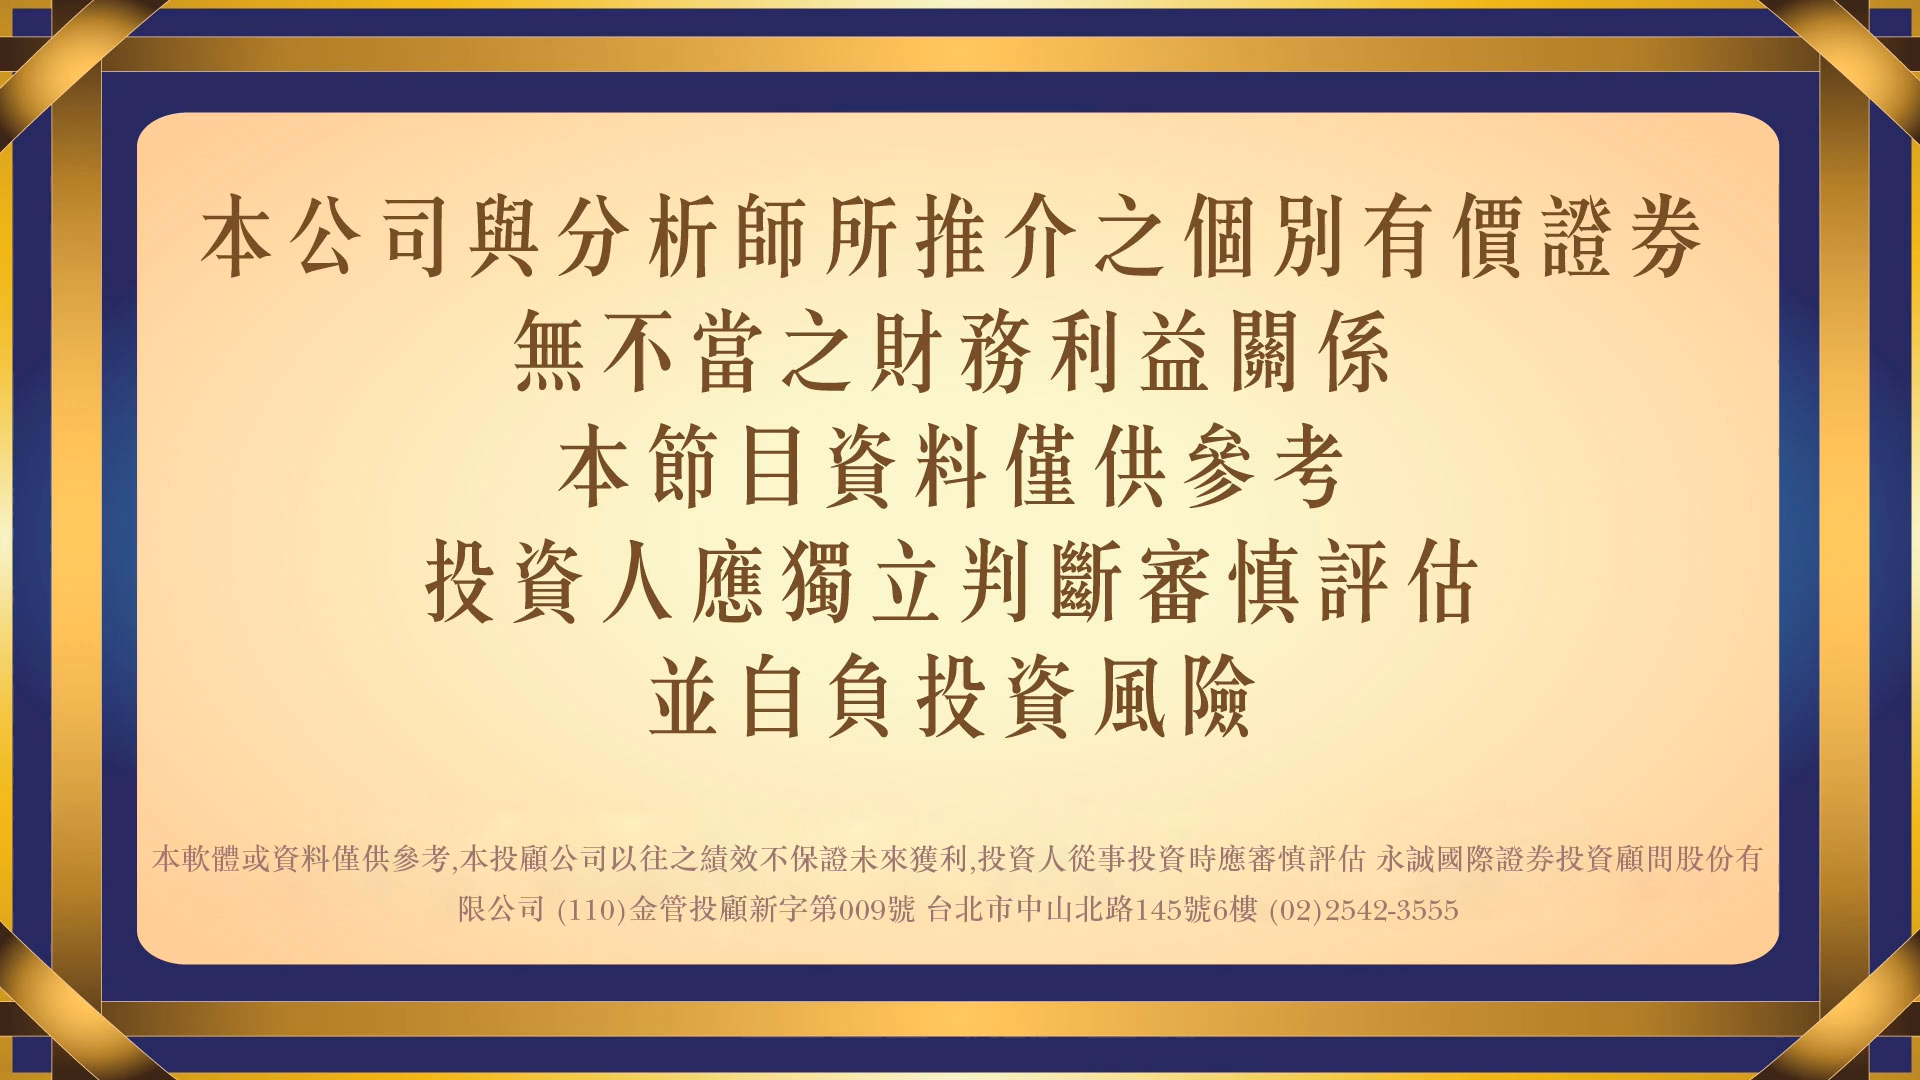 本公司與分析師所推介之個別有價證券
無不當之財務利益關係
本節目資料僅供參考
投資人應獨立判斷審慎評估
並自負投資風險
本軟體或資料僅供參考,本投顧公司以往之績效不保證未來獲利,投資人從事投資時應審慎評估 永誠國際證券投資顧問股份有
限公司 (110)金管投顧新字第009號 台北市中山北路145號6樓 (02)2542-3555